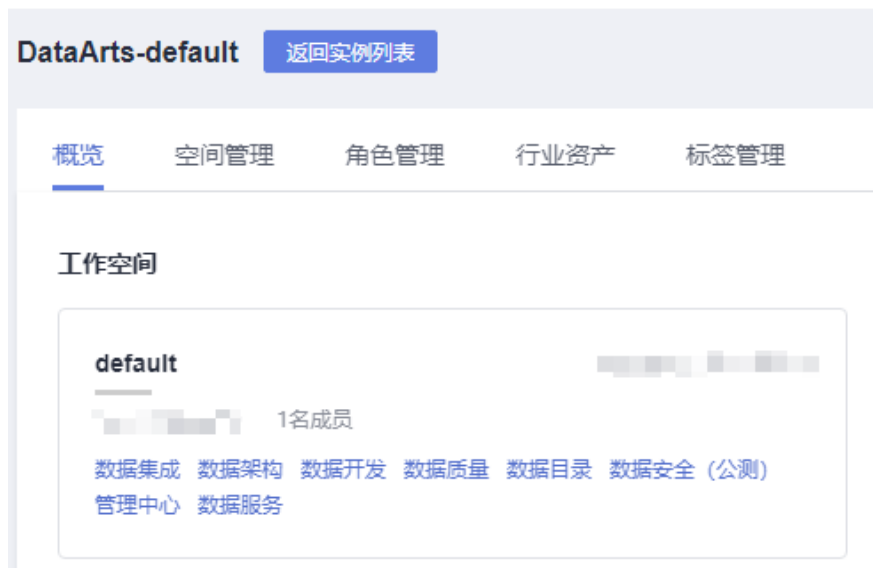 DataArts-default 返回实例列表
概览 空间管理 角色管理 行业资产 标签管理
工作空间
default
1名成员
数据集成 数据架构 数据开发 数据质量 数据目录 数据安全（公测）
管理中心 数据服务